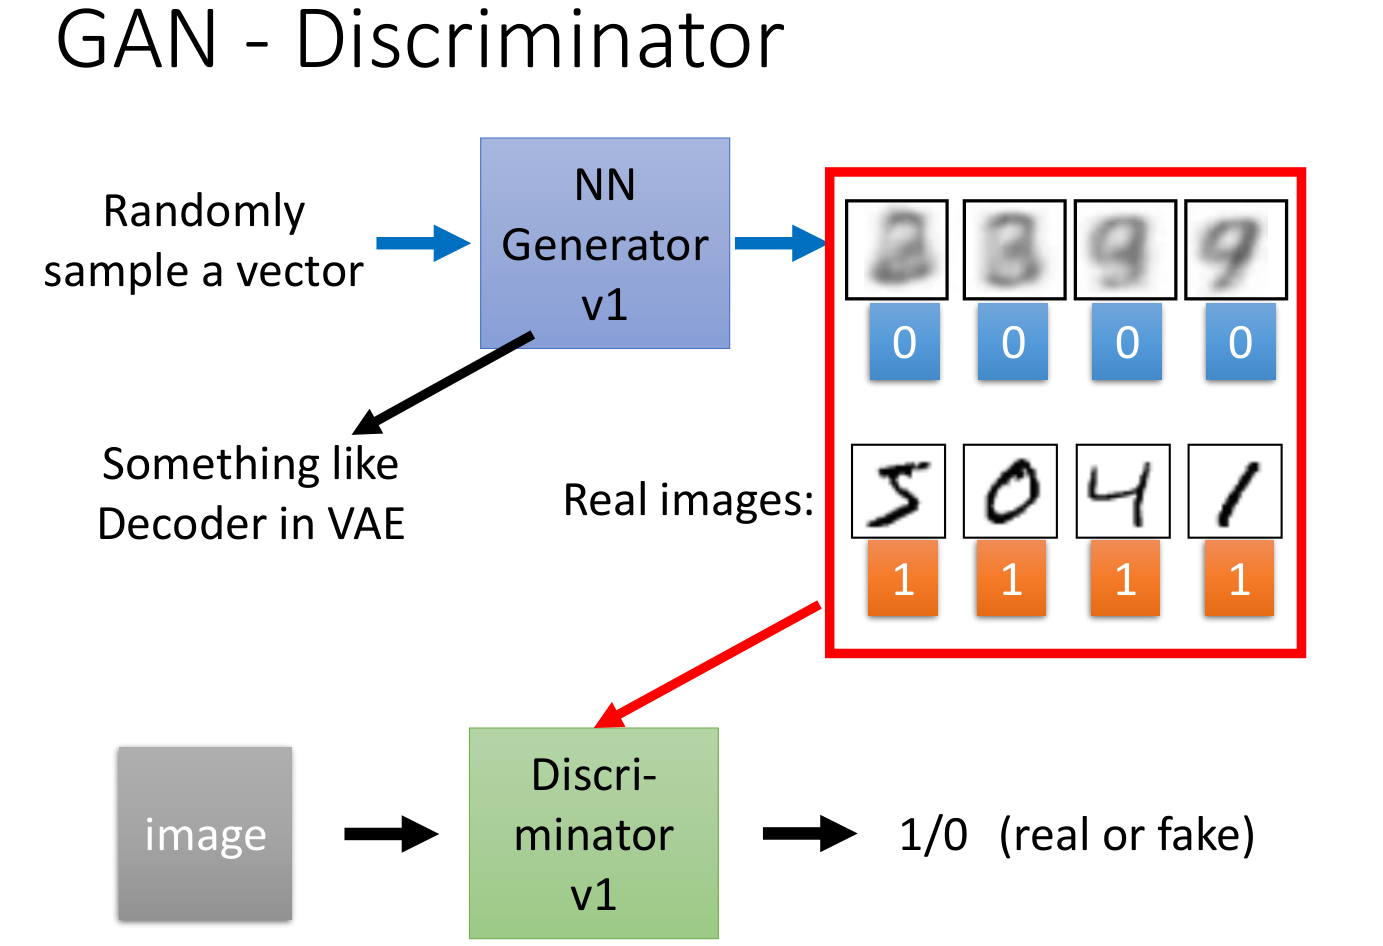 GAN - Discriminator
Randomly
sample a vector
NN
Generator
v1
0 0 0 0
Something like
Decoder in VAE
Real images:
5 0 4 1
1 1 1 1
image
Discri-
minator
v1
1/0 (real or fake)